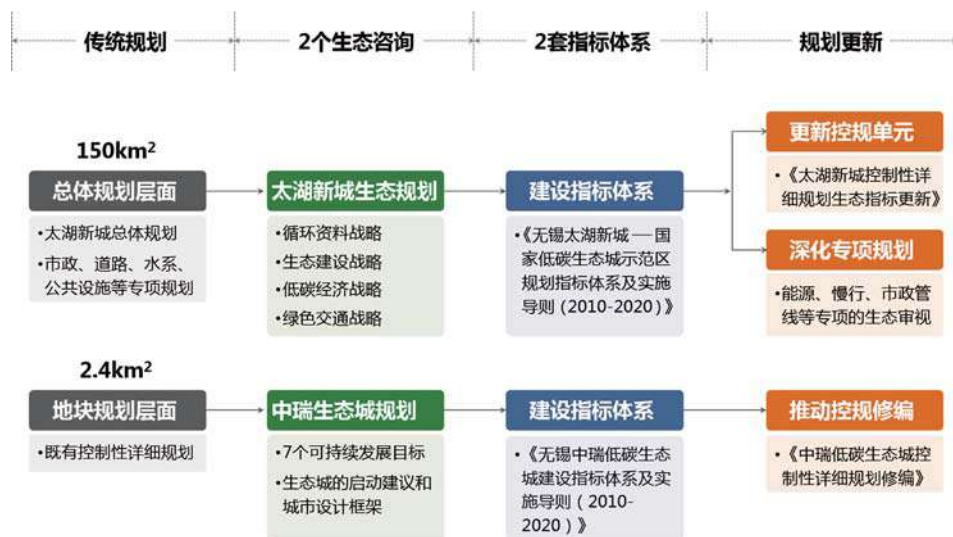 传统规划
2个生态咨询
2套指标体系
规划更新
150km²
总体规划层面
•太湖新城总体规划
•市政、道路、水系、
公共设施等专项规划
太湖新城生态规划
•循环资料战略
•生态建设战略
•低碳经济战略
•绿色交通战略
建设指标体系
•《无锡太湖新城—国
家低碳生态城示范区
规划指标体系及实施
导则(2010-2020)》
更新控规单元
•《太湖新城控制性详
细规划生态指标更新》
深化专项规划
•能源、慢行、市政管
线等专项的生态审视
2.4km²
地块规划层面
•既有控制性详细规划
中瑞生态城规划
•7个可持续发展目标
•生态城的启动建议和
城市设计框架
建设指标体系
•《无锡中瑞低碳生态
城建设指标体系及实
施导则(2010-
2020)》
推动控规修编
•《中瑞低碳生态城控
制性详细规划修编》